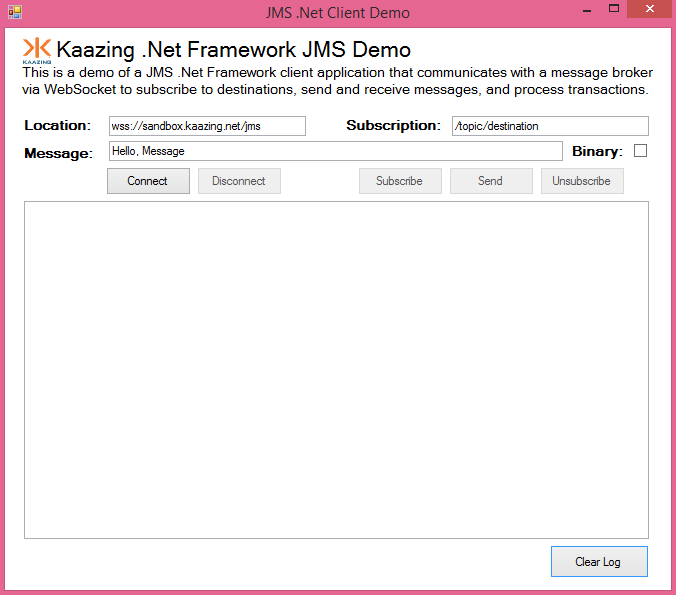 JMS .Net Client Demo
KAAZING
Kaazing .Net Framework JMS Demo
This is a demo of a JMS .Net Framework client application that communicates with a message broker
via WebSocket to subscribe to destinations, send and receive messages, and process transactions.
Location: wss://sandbox.kaazing.net/jms Subscription: /topic/destination
Message: Hello, Message Binary:
Connect Disconnect Subscribe Send Unsubscribe
Clear Log